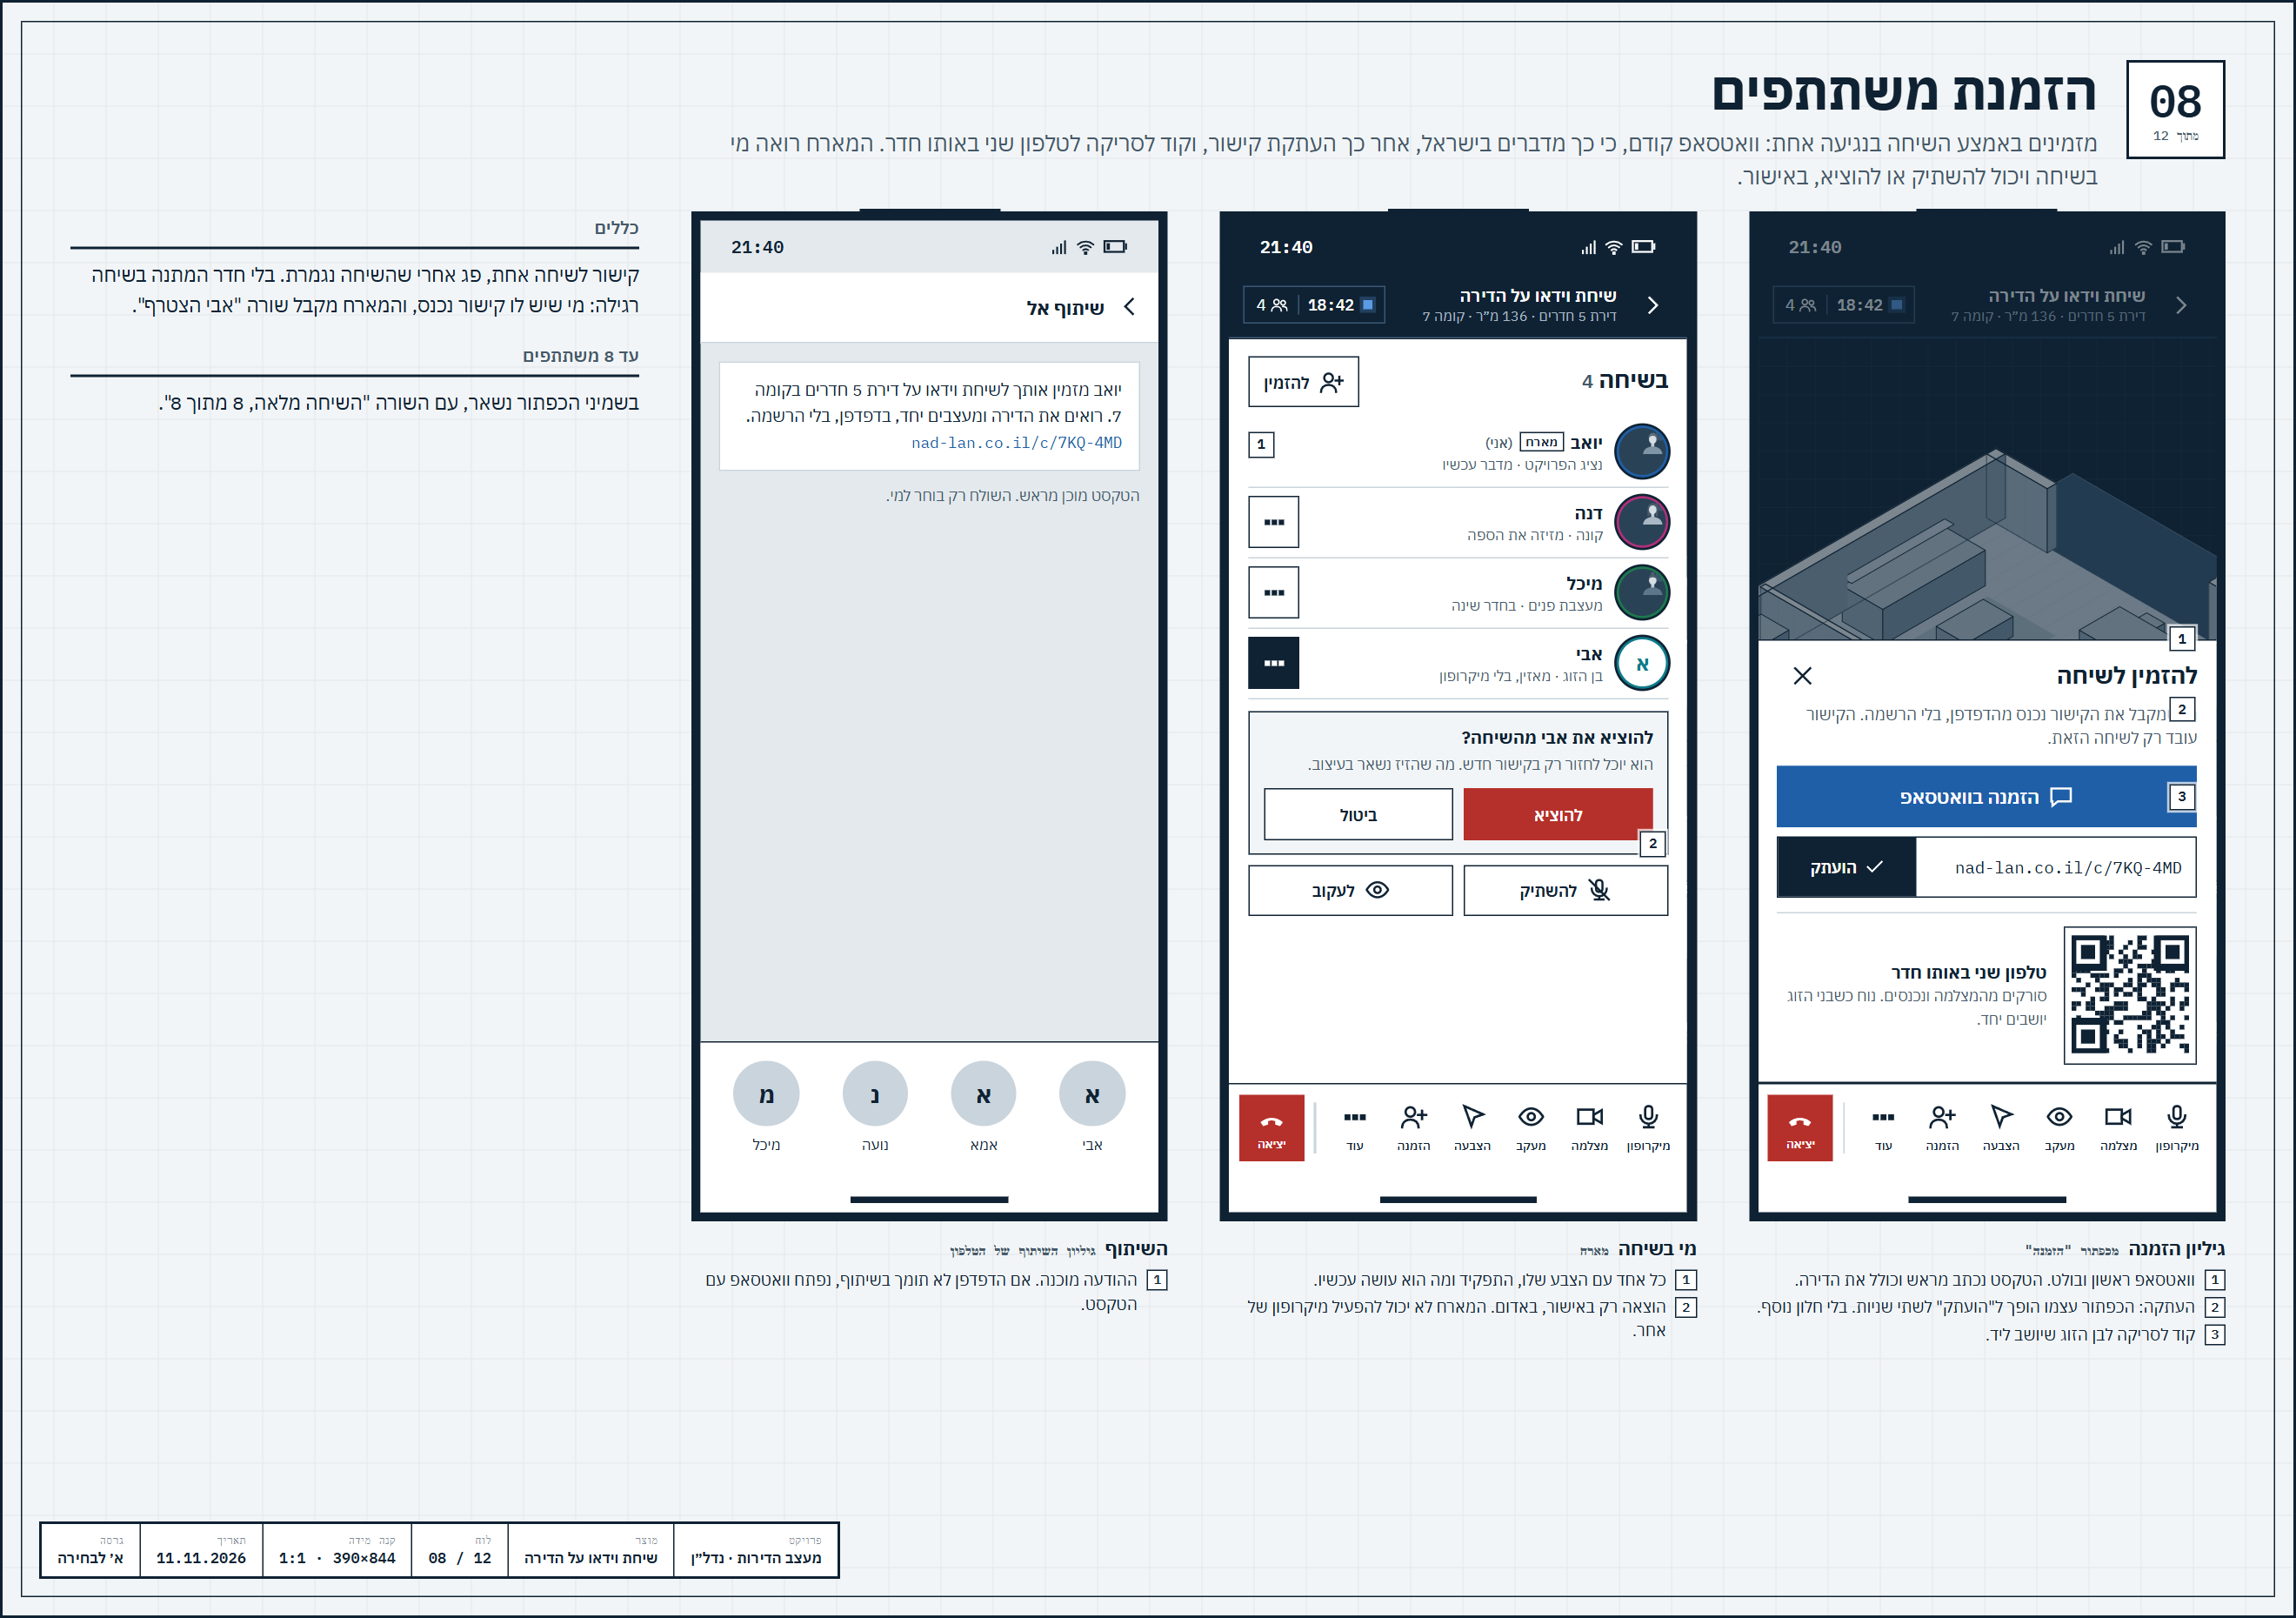 08
מתוך 12
הזמנת משתתפים
מזמינים באמצע השיחה בנגיעה אחת: וואטסאפ קודם, כי כך מדברים בישראל, אחר כך העתקת קישור, וקוד לסריקה לטלפון שני באותו חדר. המארח רואה מי
בשיחה ויכול להשתיק או להוציא, באישור.
21:40
שיחת וידאו על הדירה
דירת 5 חדרים · 136 מ"ר · קומה 7
18:42
4
1
להזמין לשיחה
2
מקבל את הקישור נכנס מהדפדפן, בלי הרשמה. הקישור
עובד רק לשיחה הזאת.
הזמנה בוואטסאפ
3
nad-lan.co.il/c/7KQ-4MD
הועתק
טלפון שני באותו חדר
סורקים מהמצלמה ונכנסים. נוח כשבני הזוג
יושבים יחד.
מיקרופון
מצלמה
מעקב
הצבעה
הזמנה
עוד
יציאה
גיליון הזמנה מכפתור "הזמנה"
1 וואטסאפ ראשון ובולט. הטקסט נכתב מראש וכולל את הדירה.
2 העתקה: הכפתור עצמו הופך ל"הועתק" לשתי שניות. בלי חלון נוסף.
3 קוד לסריקה לבן הזוג שיושב ליד.
21:40
שיחת וידאו על הדירה
דירת 5 חדרים · 136 מ"ר · קומה 7
18:42
4
בשיחה 4
להזמין
יואב מארח (אני)
נציג הפרויקט · מדבר עכשיו
1
דנה
קונה · מזיזה את הספה
מיכל
מעצבת פנים · בחדר שינה
א
אבי
בן הזוג · מאזין, בלי מיקרופון
להוציא את אבי מהשיחה?
הוא יוכל לחזור רק בקישור חדש. מה שהזיז נשאר בעיצוב.
להוציא
ביטול
2
להשתיק
לעקוב
מיקרופון
מצלמה
מעקב
הצבעה
הזמנה
עוד
יציאה
מי בשיחה מארח
1 כל אחד עם הצבע שלו, התפקיד ומה הוא עושה עכשיו.
2 הוצאה רק באישור, באדום. המארח לא יכול להפעיל מיקרופון של
אחר.
21:40
שיתוף אל
יואב מזמין אותך לשיחת וידאו על דירת 5 חדרים בקומה
7. רואים את הדירה ומעצבים יחד, בדפדפן, בלי הרשמה.
nad-lan.co.il/c/7KQ-4MD
הטקסט מוכן מראש. השולח רק בוחר למי.
א
א
נ
מ
אבי
אמא
נועה
מיכל
השיתוף גיליון השיתוף של הטלפון
1 ההודעה מוכנה. אם הדפדפן לא תומך בשיתוף, נפתח וואטסאפ עם
הטקסט.
כללים
קישור לשיחה אחת, פג אחרי שהשיחה נגמרת. בלי חדר המתנה בשיחה
רגילה: מי שיש לו קישור נכנס, והמארח מקבל שורה "אבי הצטרף".
עד 8 משתתפים
בשמיני הכפתור נשאר, עם השורה "השיחה מלאה, 8 מתוך 8".
פרויקט
מעצב הדירות · נדל"ן
מוצר
שיחת וידאו על הדירה
לוח
08 / 12
קנה מידה
1:1 · 390×844
תאריך
11.11.2026
גרסה
א' לבחירה